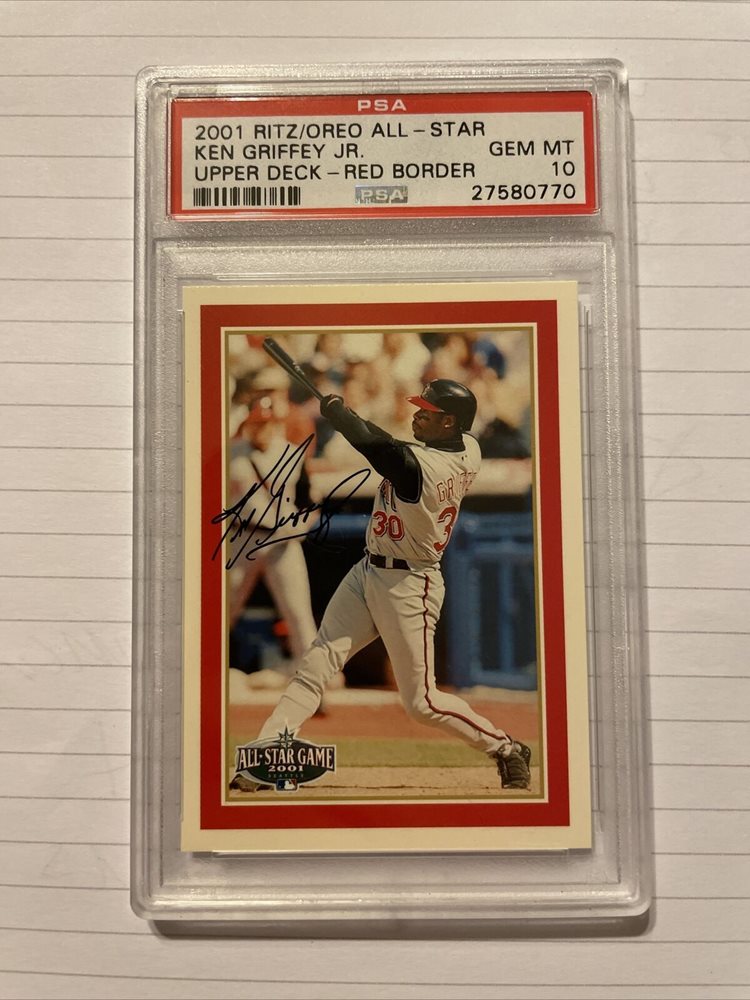 PSA
2001 RITZ/OREO ALL-STAR
KEN GRIFFEY JR. GEM MT
UPPER DECK-RED BORDER 10
PSA 27580770
30
ALL·STAR GAME
2001
SEATTLE